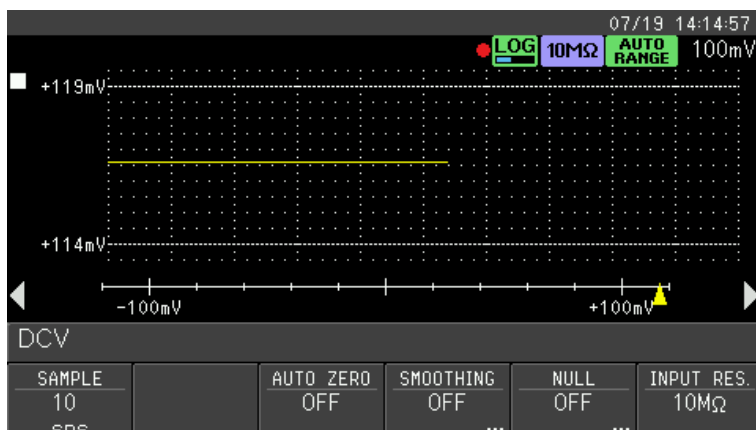 07/19 14:14:57
LOG 10MΩ AUTO RANGE 100mV
+119mV
+114mV
-100mV +100mV
DCV
SAMPLE AUTO ZERO SMOOTHING NULL INPUT RES.
10 OFF OFF OFF 10MΩ
SPS